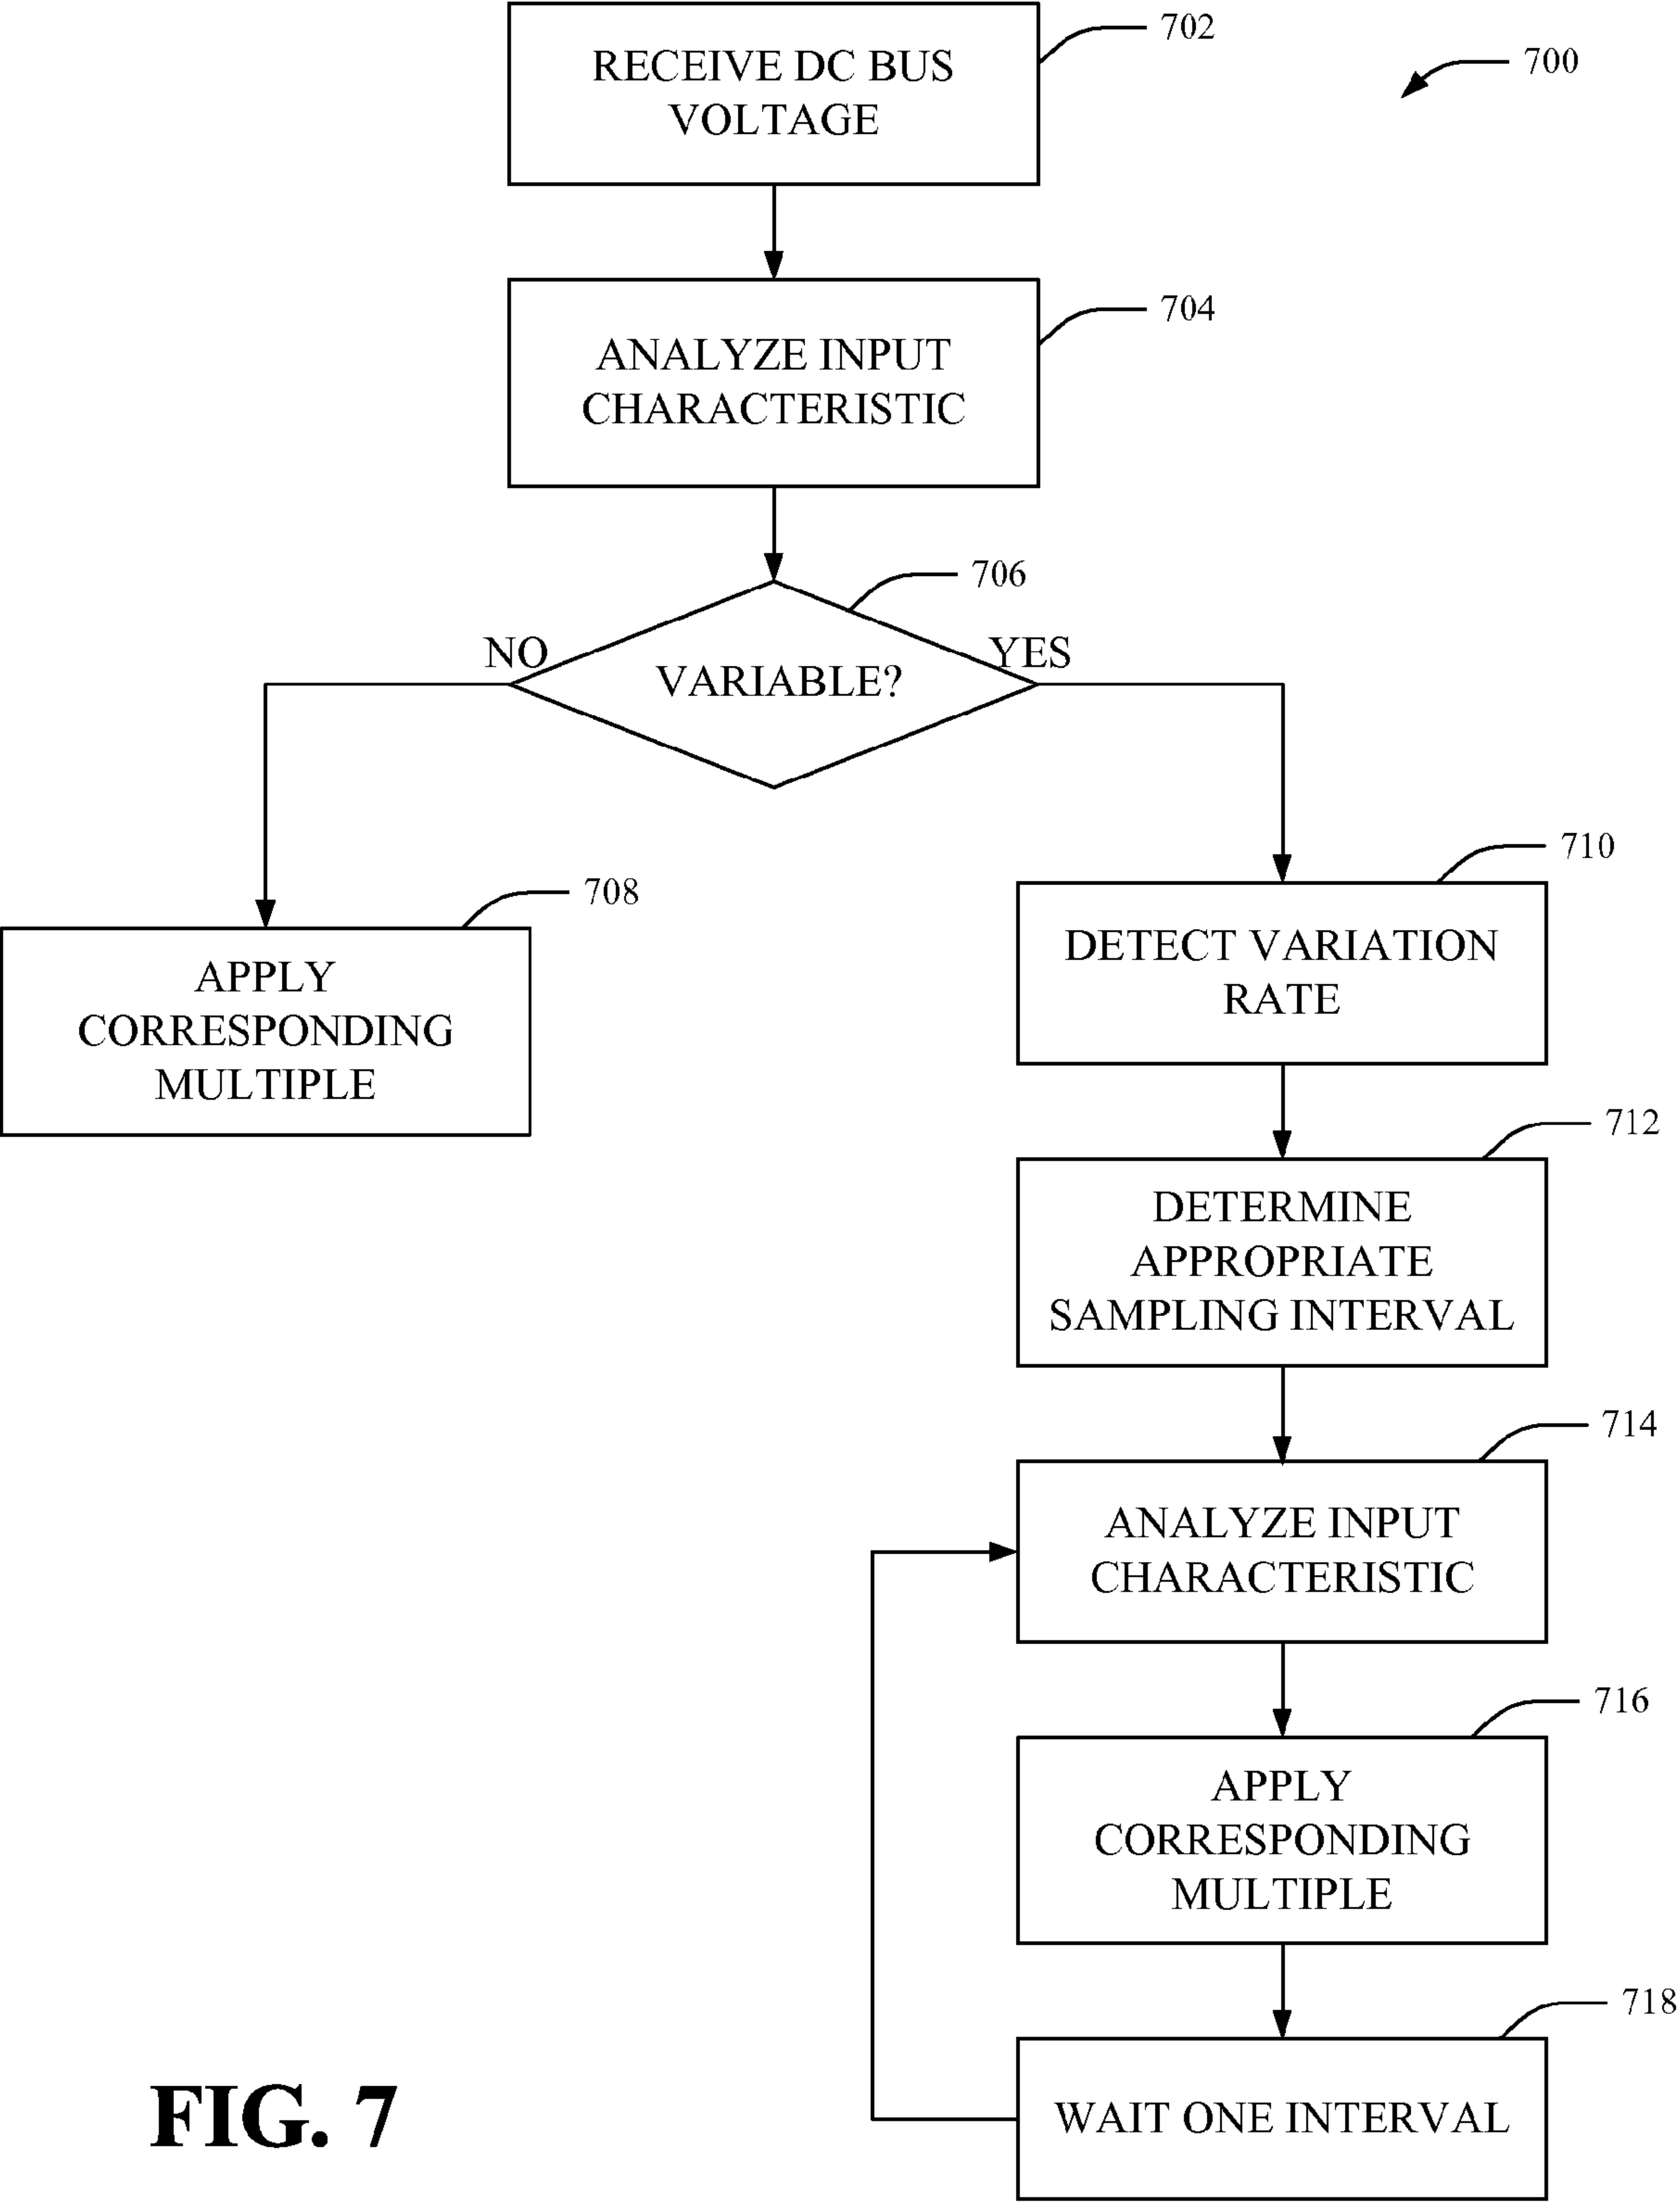 702
700
RECEIVE DC BUS
VOLTAGE
704
ANALYZE INPUT
CHARACTERISTIC
706
NO
YES
VARIABLE?
710
708
DETECT VARIATION
RATE
APPLY
CORRESPONDING
MULTIPLE
712
DETERMINE
APPROPRIATE
SAMPLING INTERVAL
714
ANALYZE INPUT
CHARACTERISTIC
716
APPLY
CORRESPONDING
MULTIPLE
718
WAIT ONE INTERVAL
FIG. 7